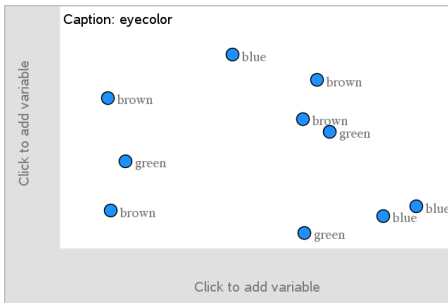 Caption: eyecolor
blue
brown
brown
brown
green
green
brown
blue
blue
green
Click to add variable
Click to add variable